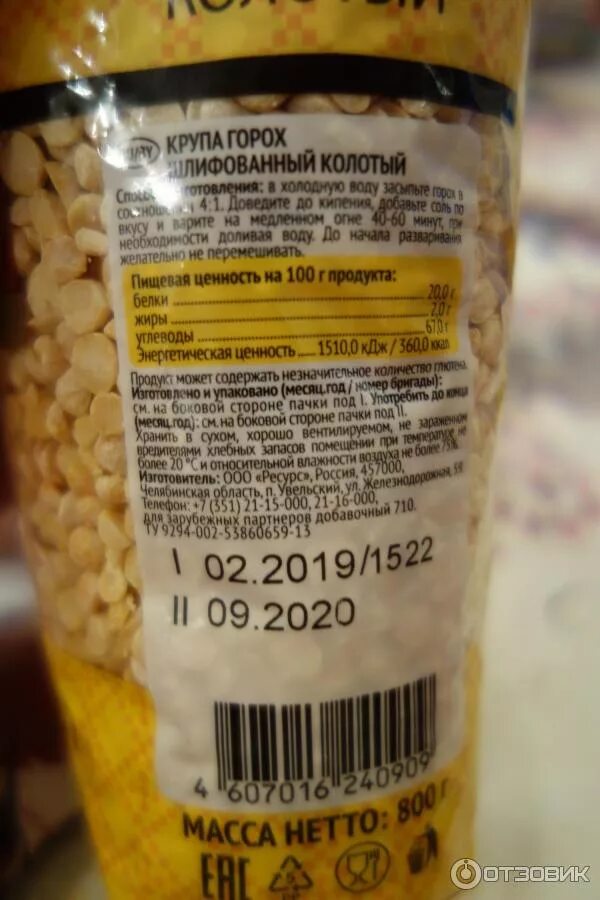 КОЛОТЫЙ
КРУПА ГОРОХ
ШЛИФОВАННЫЙ КОЛОТЫЙ
Способ приготовления: в холодную воду засыпьте горох в
соотношении 4:1. Доведите до кипения, добавьте соль по
вкусу и варите на медленном огне 40-60 минут, при
необходимости доливая воду. До начала разваривания
желательно не перемешивать.
Пищевая ценность на 100 г продукта:
белки 20,0 г
жиры 2,0 г
углеводы 67,0 г
Энергетическая ценность 1510,0 кДж / 360,0 ккал
Продукт может содержать незначительное количество глютена.
Изготовлено и упаковано (месяц.год / номер бригады):
см. на боковой стороне пачки под I. Употребить до конца
(месяц.год): см. на боковой стороне пачки под II.
Хранить в сухом, хорошо вентилируемом, не зараженном
вредителями хлебных запасов помещении при температуре не
более 20 °С и относительной влажности воздуха не более 75%.
Изготовитель: ООО «Ресурс», Россия, 457000,
Челябинская область, п. Увельский, ул. Железнодорожная, 59.
Телефон: +7 (351) 21-15-000, 21-16-000,
для зарубежных партнеров добавочный 710.
ТУ 9294-002-53860659-13
I 02.2019/1522
II 09.2020
4 607016 240909
МАССА НЕТТО: 800 г
ЕАС
5
ОТЗОВИК